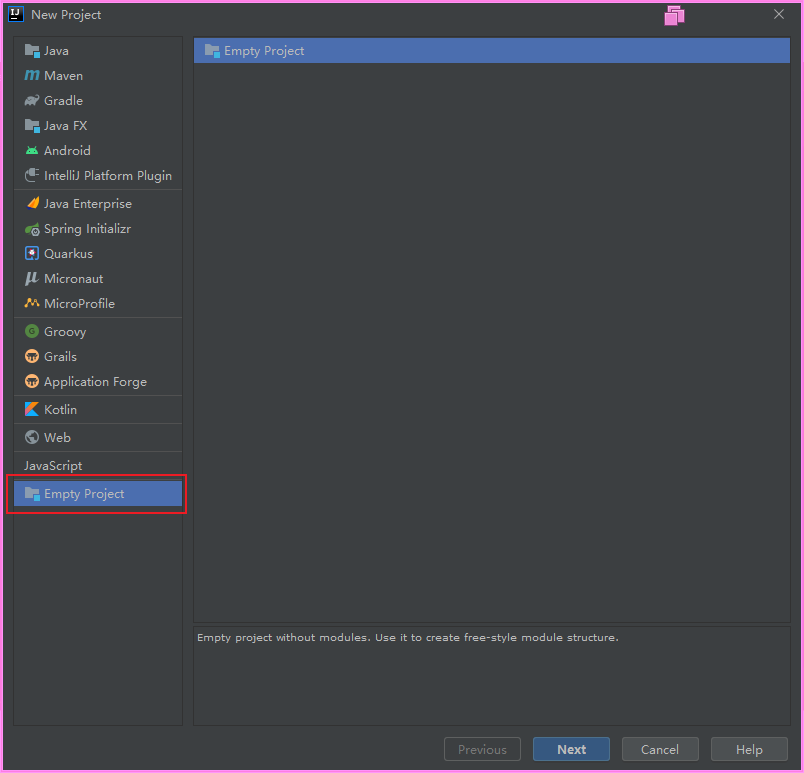 New Project
Java
Maven
Gradle
Java FX
Android
IntelliJ Platform Plugin
Java Enterprise
Spring Initializr
Quarkus
Micronaut
MicroProfile
Groovy
Grails
Application Forge
Kotlin
Web
JavaScript
Empty Project
Empty Project
Empty project without modules. Use it to create free-style module structure.
Previous
Next
Cancel
Help